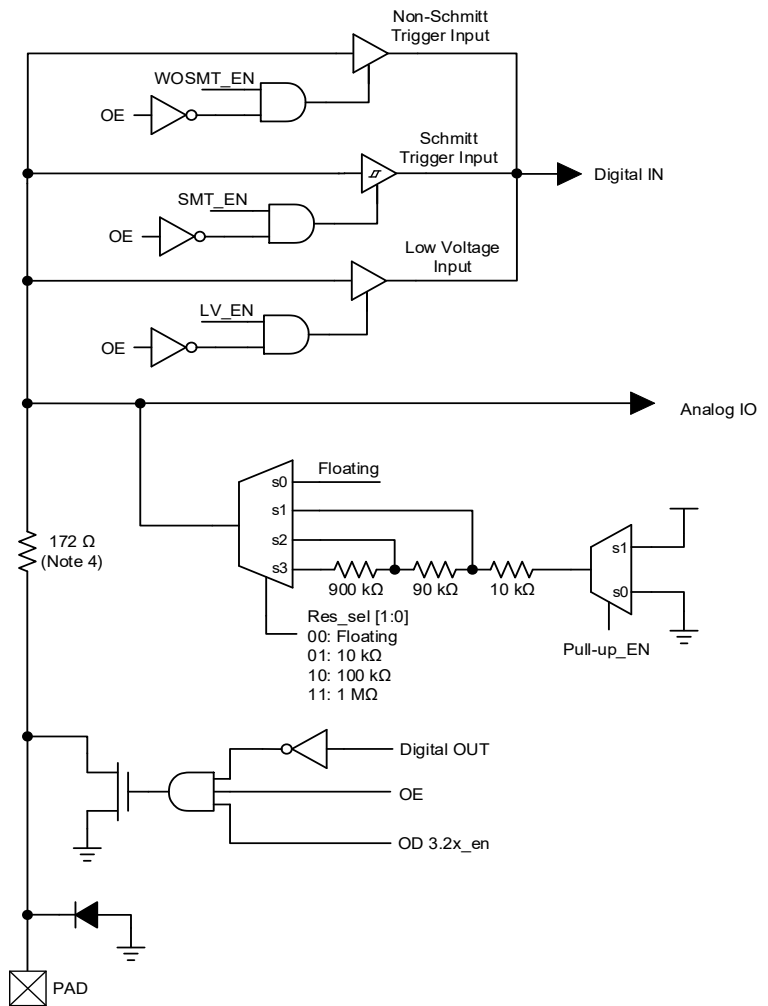 Non-Schmitt
Trigger Input
WOSMT_EN
OE
Schmitt
Trigger Input
Digital IN
SMT_EN
OE
Low Voltage
Input
LV_EN
OE
Analog IO
Floating
s0
s1
s2
s3
900 kΩ
90 kΩ
10 kΩ
s1
s0
Pull-up_EN
172 Ω
(Note 4)
Res_sel [1:0]
00: Floating
01: 10 kΩ
10: 100 kΩ
11: 1 MΩ
Digital OUT
OE
OD 3.2x_en
PAD